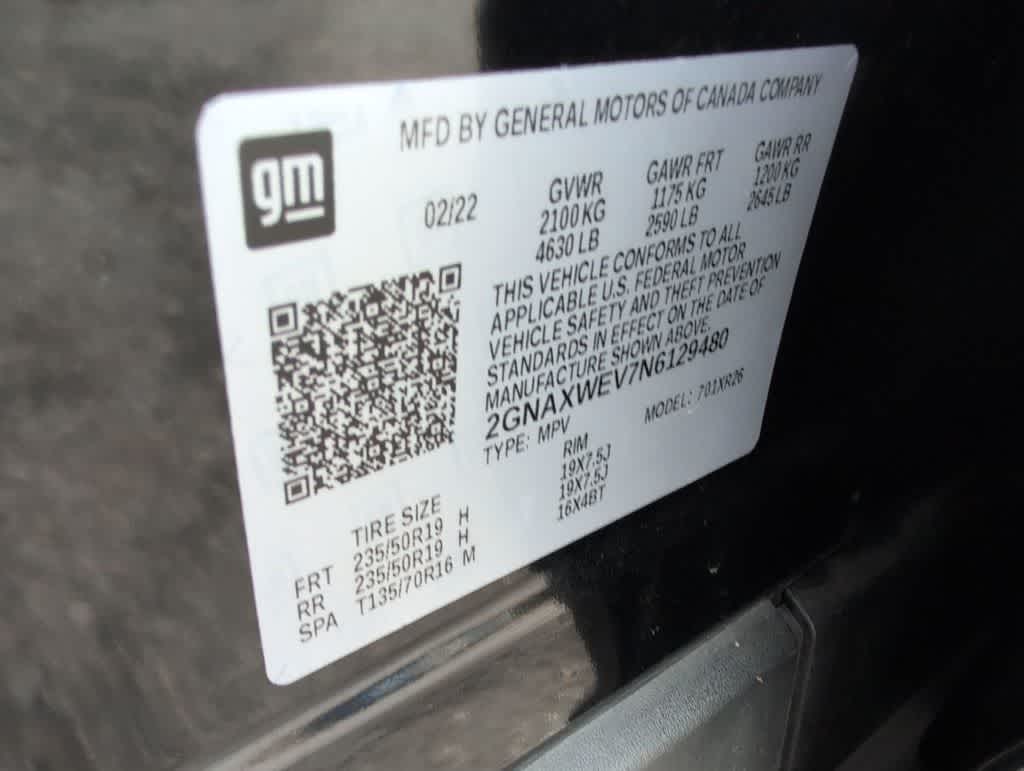 gm
MFD BY GENERAL MOTORS OF CANADA COMPANY
02/22
GVWR GAWR FRT GAWR RR
2100 KG 1175 KG 1200 KG
4630 LB 2590 LB 2645 LB
THIS VEHICLE CONFORMS TO ALL
APPLICABLE U.S. FEDERAL MOTOR
VEHICLE SAFETY AND THEFT PREVENTION
STANDARDS IN EFFECT ON THE DATE OF
MANUFACTURE SHOWN ABOVE.
2GNAXWEV7N6129480
TYPE: MPV MODEL: 701XR26
TIRE SIZE RIM
FRT 235/50R19 H 19X7.5J
RR 235/50R19 H 19X7.5J
SPA T135/70R16 M 16X4BT